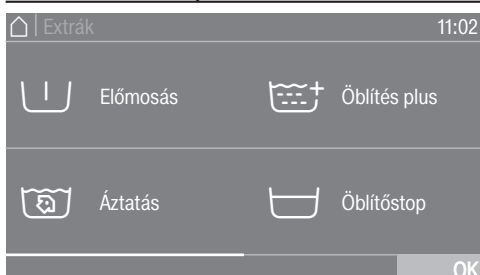 Extrák 11:02
Előmosás Öblítés plus
Áztatás Öblítőstop
OK